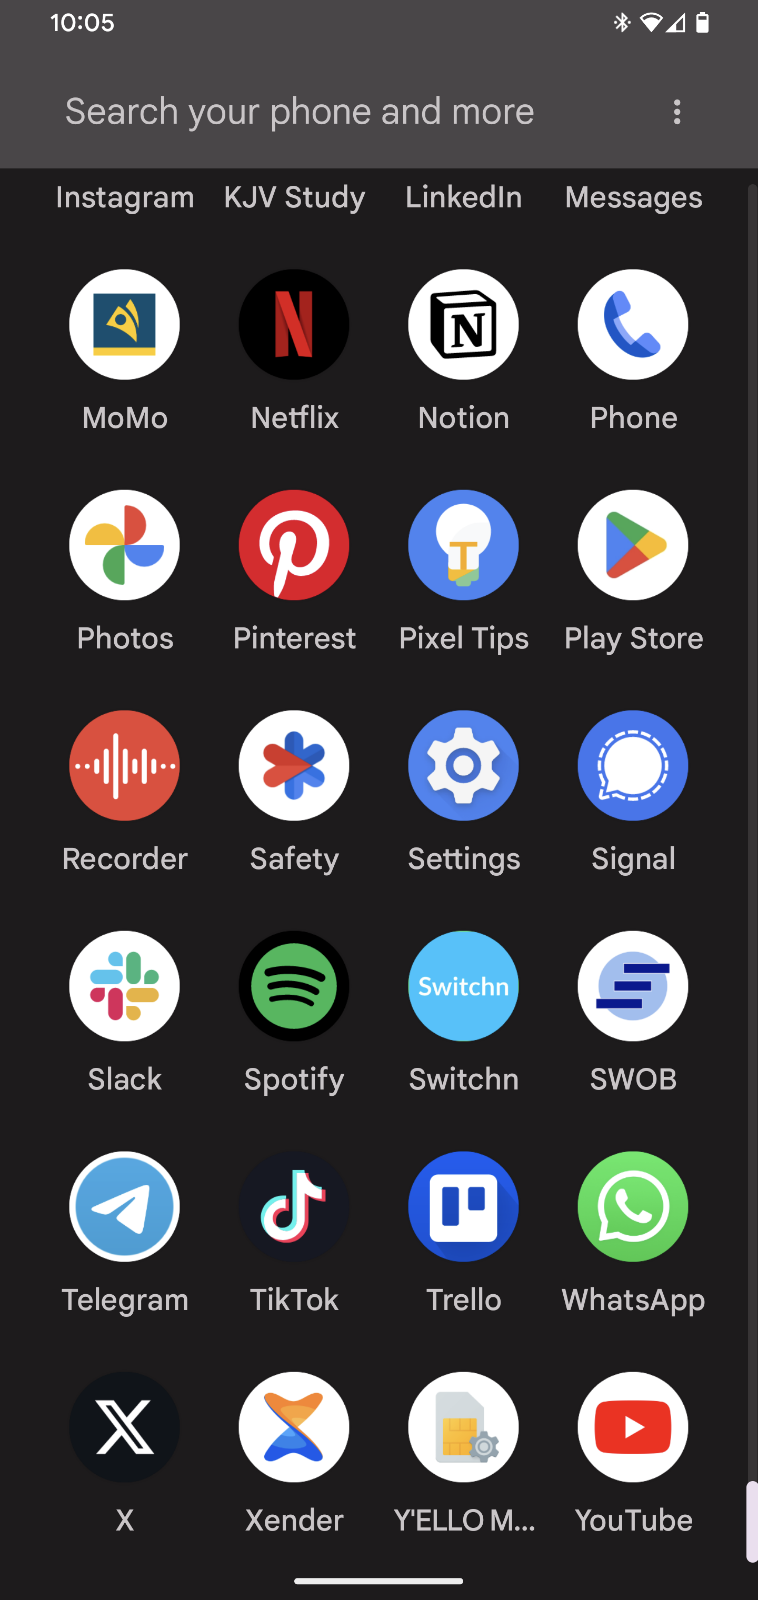 10:05
Search your phone and more
Instagram KJV Study LinkedIn Messages
N
MoMo Netflix Notion Phone
Photos Pinterest Pixel Tips Play Store
Recorder Safety Settings Signal
Switchn
Slack Spotify Switchn SWOB
Telegram TikTok Trello WhatsApp
X Xender Y'ELLO M... YouTube